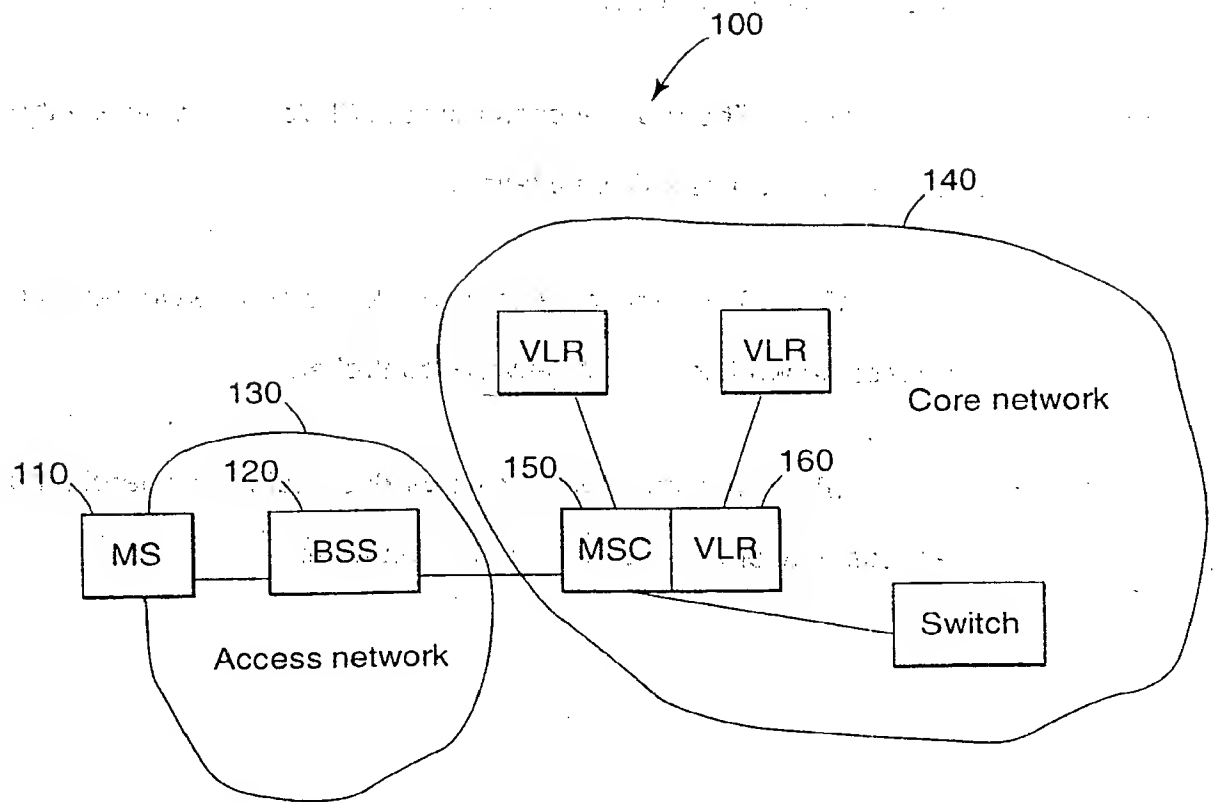 100
140
VLR VLR
Core network
130
110 120 150 160
MS BSS MSC VLR
Switch
Access network